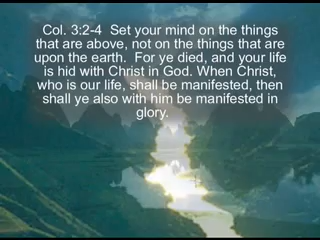 Col. 3:2-4  Set your mind on the things
that are above, not on the things that are
upon the earth.  For ye died, and your life
is hid with Christ in God. When Christ,
who is our life, shall be manifested, then
shall ye also with him be manifested in
glory.